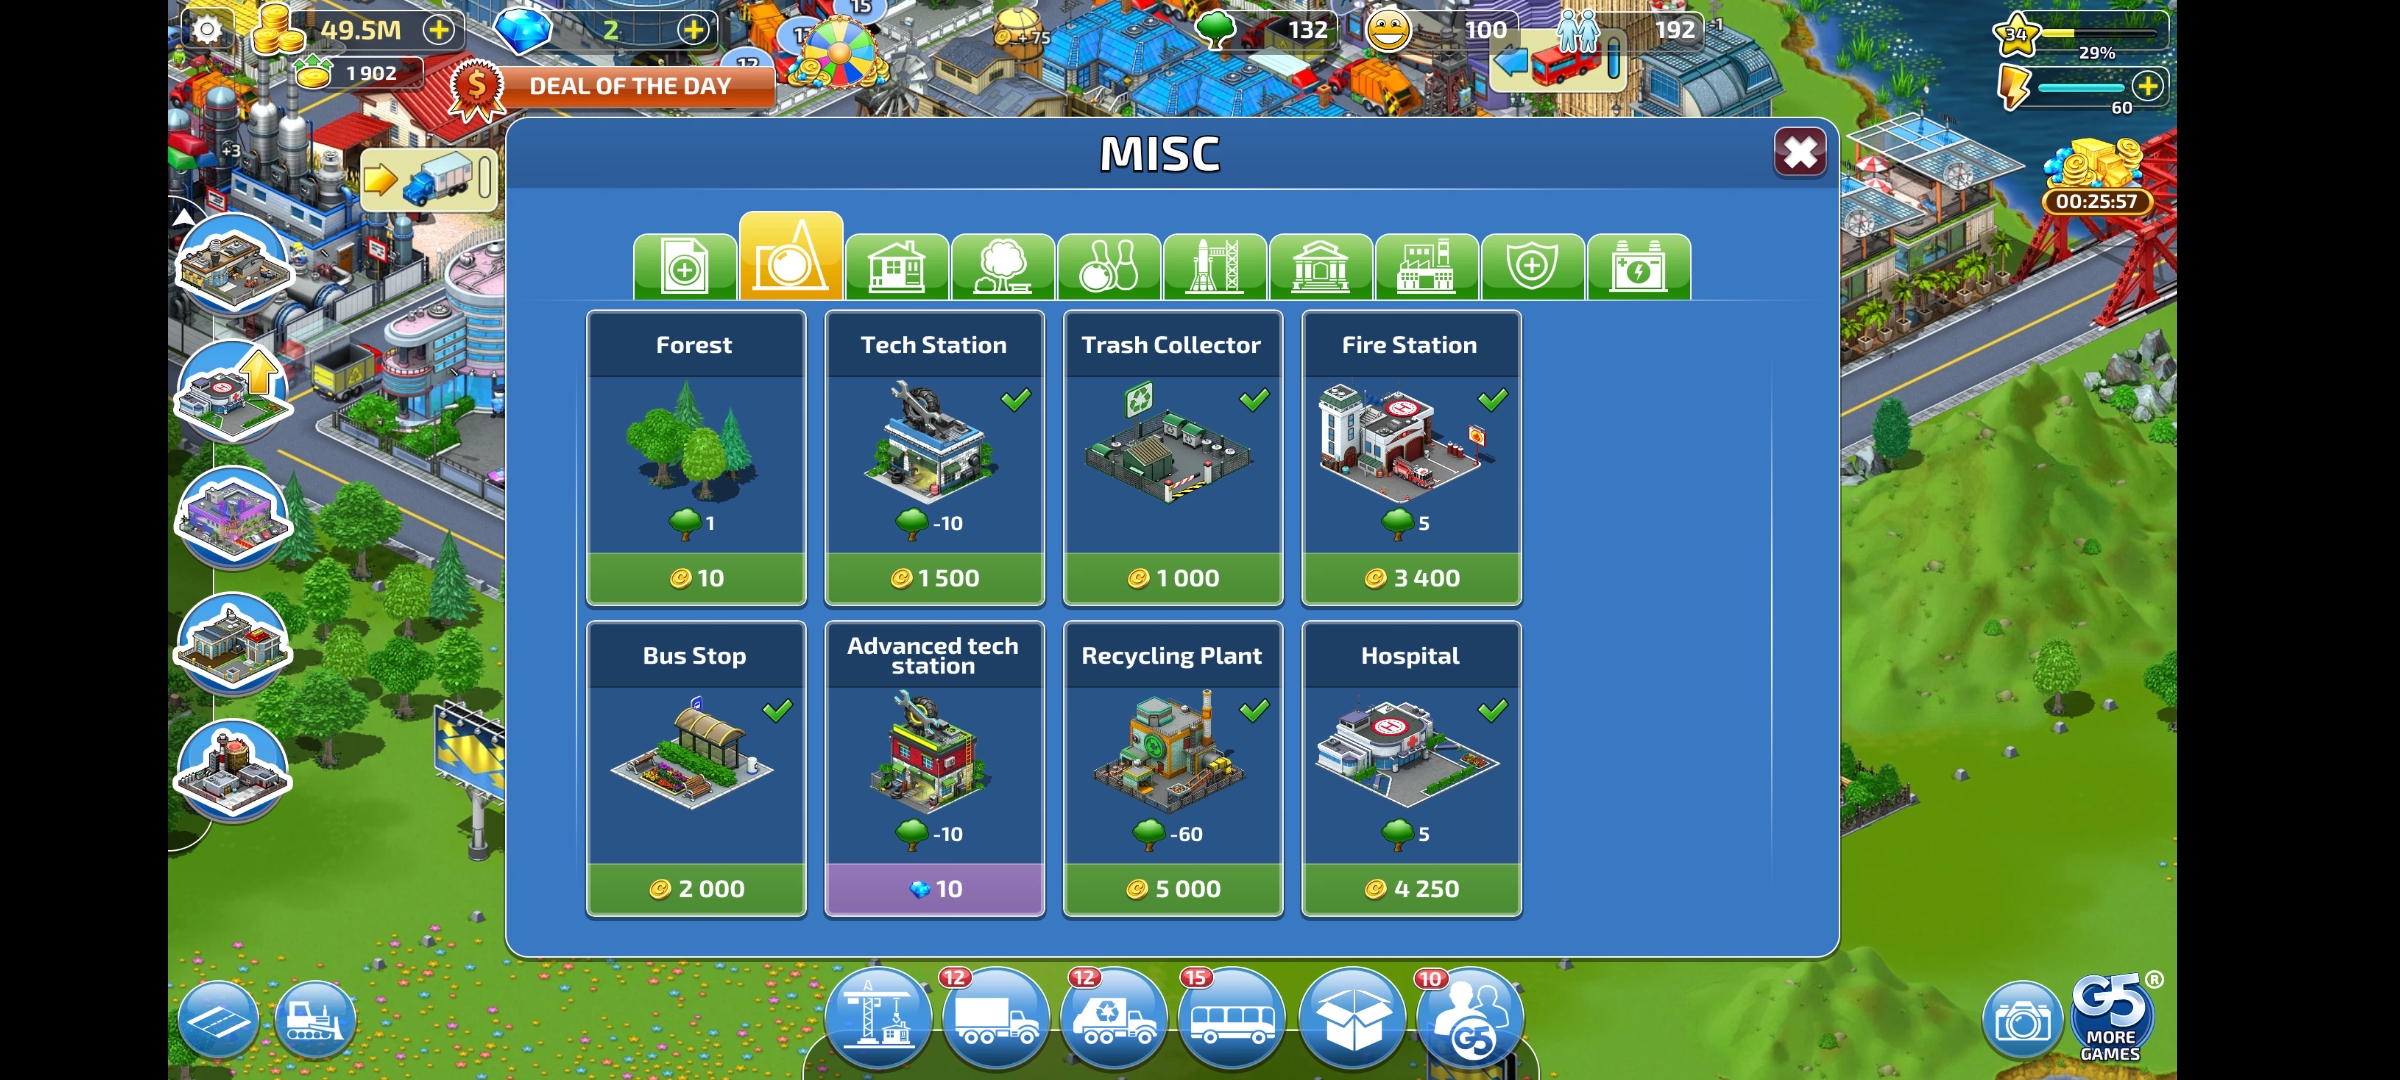 49.5M
2
15
+75
132
100
192
-1
34
29%
1 902
DEAL OF THE DAY
60
+3
MISC
00:25:57
Forest
Tech Station
Trash Collector
Fire Station
1
-10
5
10
1 500
1 000
3 400
Bus Stop
Advanced tech
station
Recycling Plant
Hospital
-10
-60
5
2 000
10
5 000
4 250
12
12
15
10
G5
G5®
MORE
GAMES